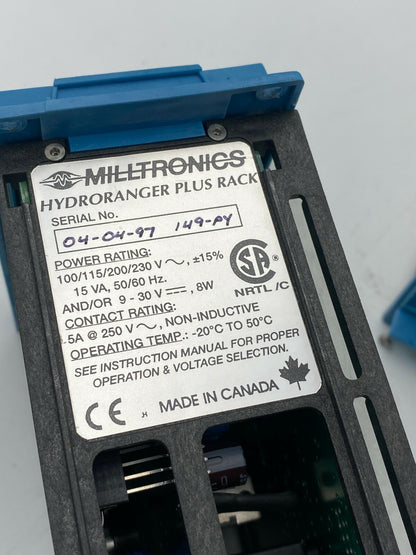 MILLTRONICS
HYDRORANGER PLUS RACK
SERIAL No.
04-04-97 149-PY
POWER RATING:
100/115/200/230 V ~, ±15%
15 VA, 50/60 Hz.
AND/OR 9 - 30 V ⎓, 8W
CONTACT RATING:
5A @ 250 V ~, NON-INDUCTIVE
OPERATING TEMP.: -20°C TO 50°C
SEE INSTRUCTION MANUAL FOR PROPER
OPERATION & VOLTAGE SELECTION.
CSA
NRTL /C
CE
MADE IN CANADA